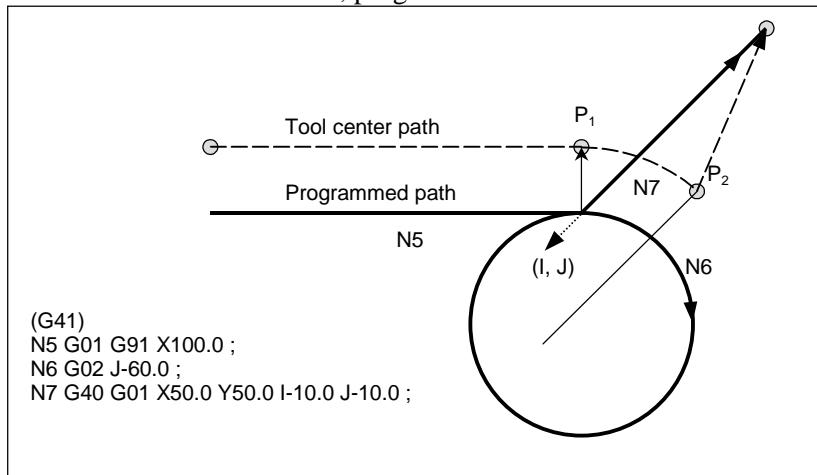 P₁
Tool center path
P₂
N7
Programmed path
N5
(I, J)
N6
(G41)
N5 G01 G91 X100.0 ;
N6 G02 J-60.0 ;
N7 G40 G01 X50.0 Y50.0 I-10.0 J-10.0 ;